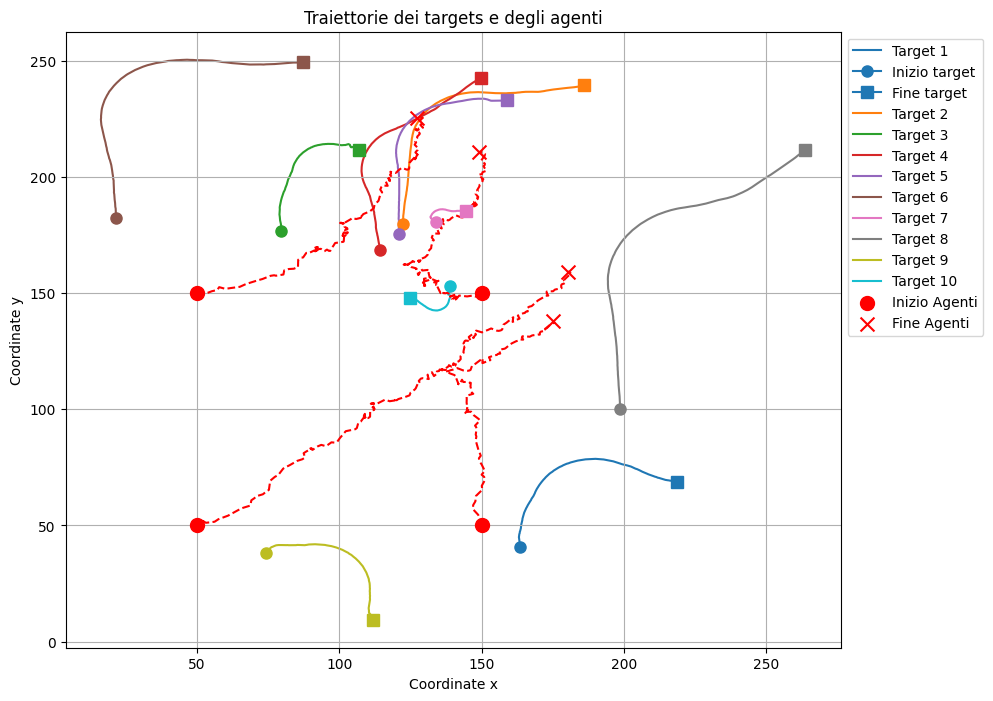 Traiettorie dei targets e degli agenti
Coordinate y
250
200
150
100
50
0
50
100
150
200
250
Coordinate x
Target 1
Inizio target
Fine target
Target 2
Target 3
Target 4
Target 5
Target 6
Target 7
Target 8
Target 9
Target 10
Inizio Agenti
Fine Agenti